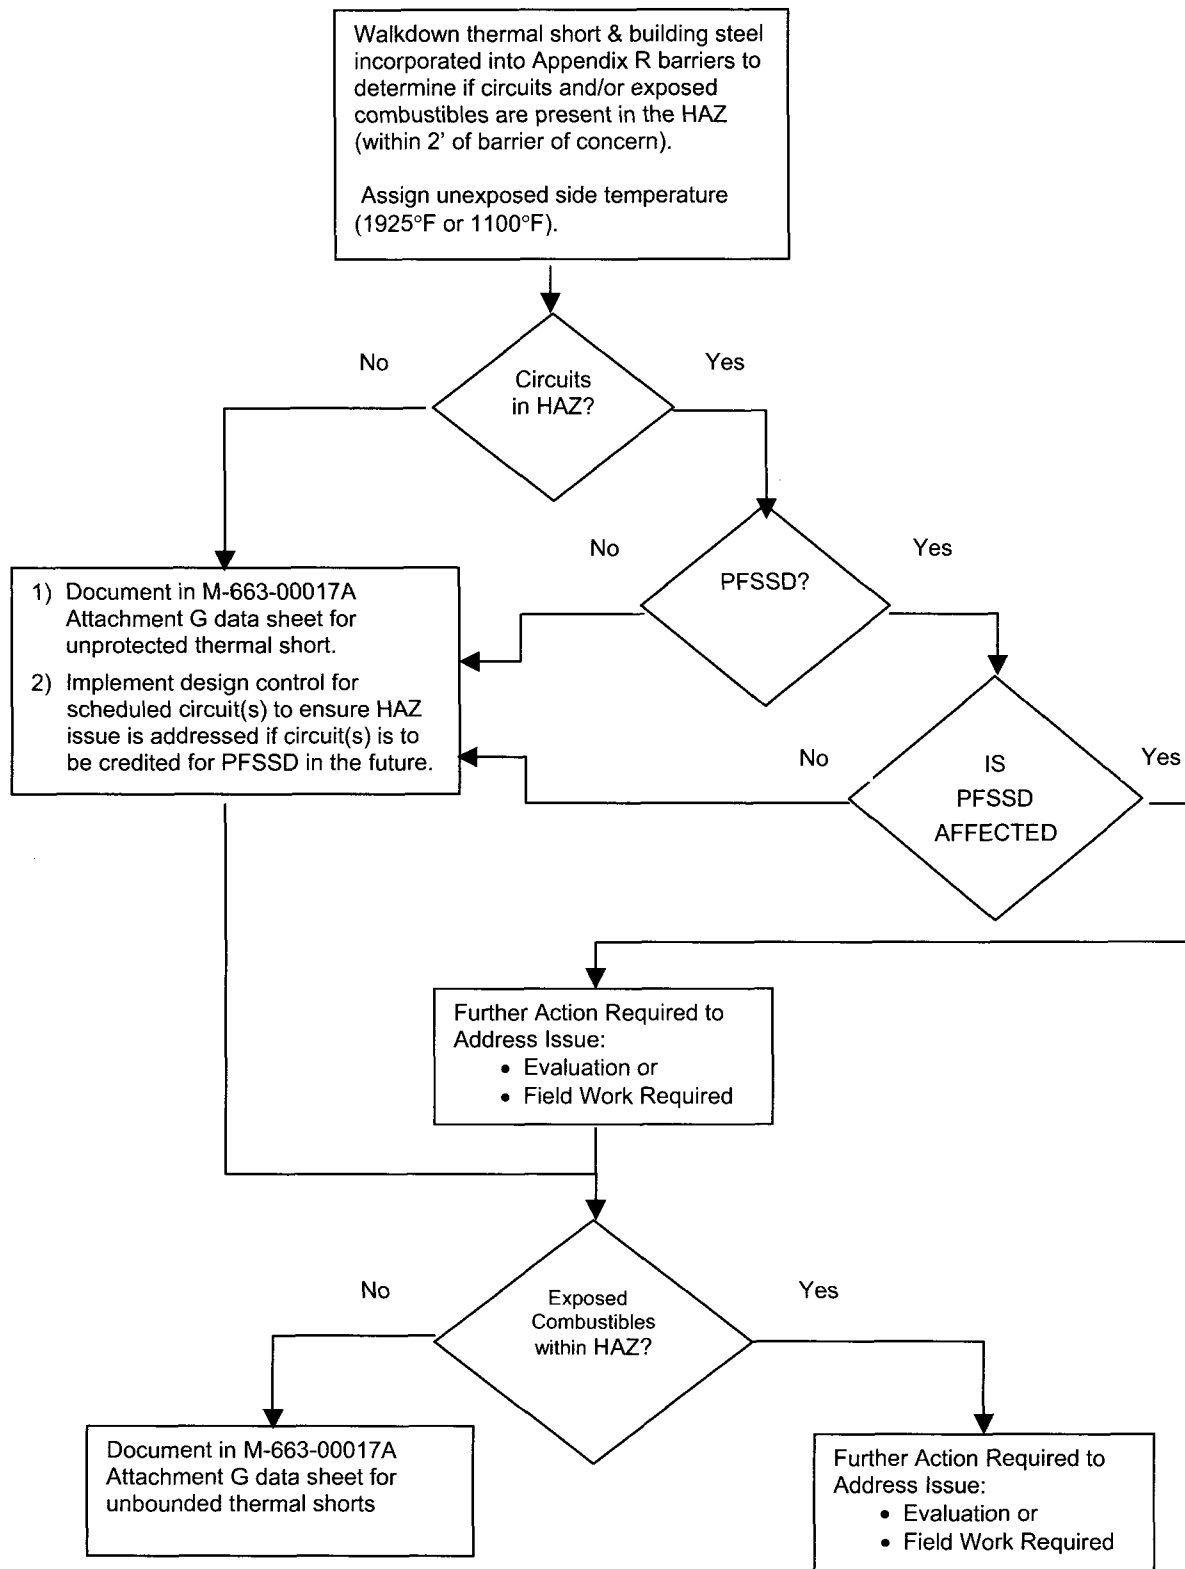 Walkdown thermal short & building steel
incorporated into Appendix R barriers to
determine if circuits and/or exposed
combustibles are present in the HAZ
(within 2' of barrier of concern).
Assign unexposed side temperature
(1925°F or 1100°F).
No
Yes
Circuits
in HAZ?
No
Yes
PFSSD?
1) Document in M-663-00017A
Attachment G data sheet for
unprotected thermal short.
2) Implement design control for
scheduled circuit(s) to ensure HAZ
issue is addressed if circuit(s) is to
be credited for PFSSD in the future.
No
Yes
IS
PFSSD
AFFECTED
Further Action Required to
Address Issue:
• Evaluation or
• Field Work Required
No
Yes
Exposed
Combustibles
within HAZ?
Document in M-663-00017A
Attachment G data sheet for
unbounded thermal shorts
Further Action Required to
Address Issue:
• Evaluation or
• Field Work Required